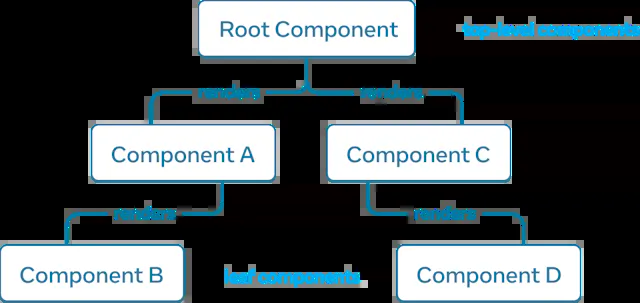 Root Component
top-level components
renders
renders
Component A
Component C
renders
renders
Component B
leaf components
Component D